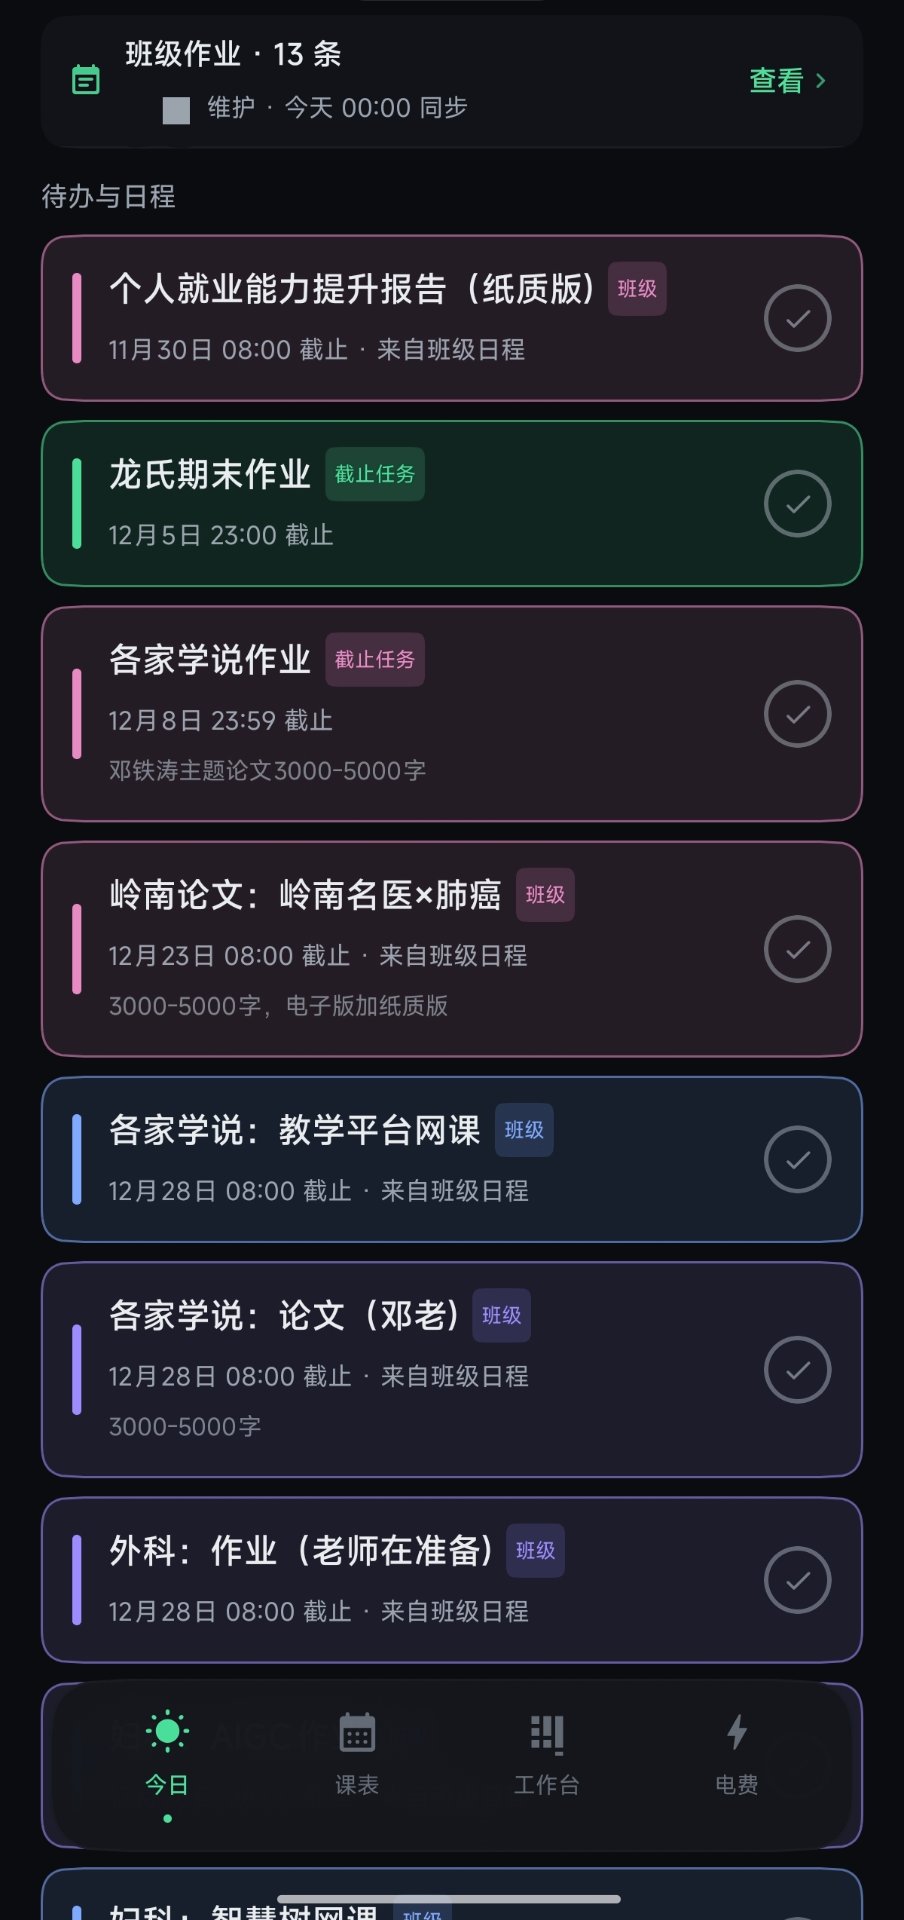 班级作业 · 13 条
维护 · 今天 00:00 同步
查看
待办与日程
个人就业能力提升报告（纸质版）
班级
11月30日 08:00 截止 · 来自班级日程
龙氏期末作业
截止任务
12月5日 23:00 截止
各家学说作业
截止任务
12月8日 23:59 截止
邓铁涛主题论文3000-5000字
岭南论文：岭南名医×肺癌
班级
12月23日 08:00 截止 · 来自班级日程
3000-5000字，电子版加纸质版
各家学说：教学平台网课
班级
12月28日 08:00 截止 · 来自班级日程
各家学说：论文（邓老）
班级
12月28日 08:00 截止 · 来自班级日程
3000-5000字
外科：作业（老师在准备）
班级
12月28日 08:00 截止 · 来自班级日程
今日
课表
工作台
电费
妇科：智慧树网课
班级